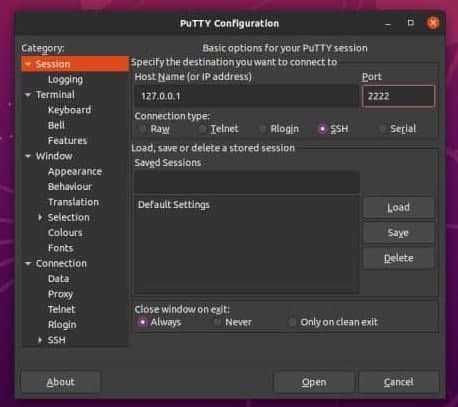 PuTTY Configuration
Category:
Session
Logging
Terminal
Keyboard
Bell
Features
Window
Appearance
Behaviour
Translation
Selection
Colours
Fonts
Connection
Data
Proxy
Telnet
Rlogin
SSH
Basic options for your PuTTY session
Specify the destination you want to connect to
Host Name (or IP address) Port
127.0.0.1 2222
Connection type:
Raw Telnet Rlogin SSH Serial
Load, save or delete a stored session
Saved Sessions
Default Settings
Load
Save
Delete
Close window on exit:
Always Never Only on clean exit
About Open Cancel